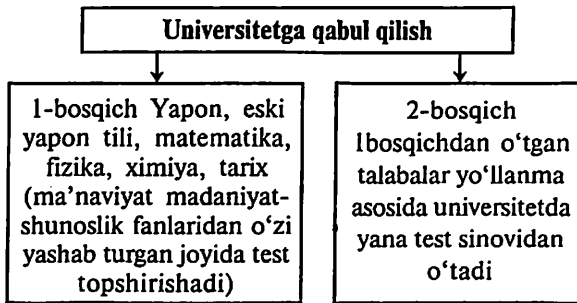 Universitetga qabul qilish
1-bosqich Yapon, eski
yapon tili, matematika,
fizika, ximiya, tarix
(ma'naviyat madaniyat-
shunoslik fanlaridan o‘zi
yashab turgan joyida test
topshirishadi)
2-bosqich
1bosqichdan o‘tgan
talabalar yo‘llanma
asosida universitetda
yana test sinovidan
o‘tadi